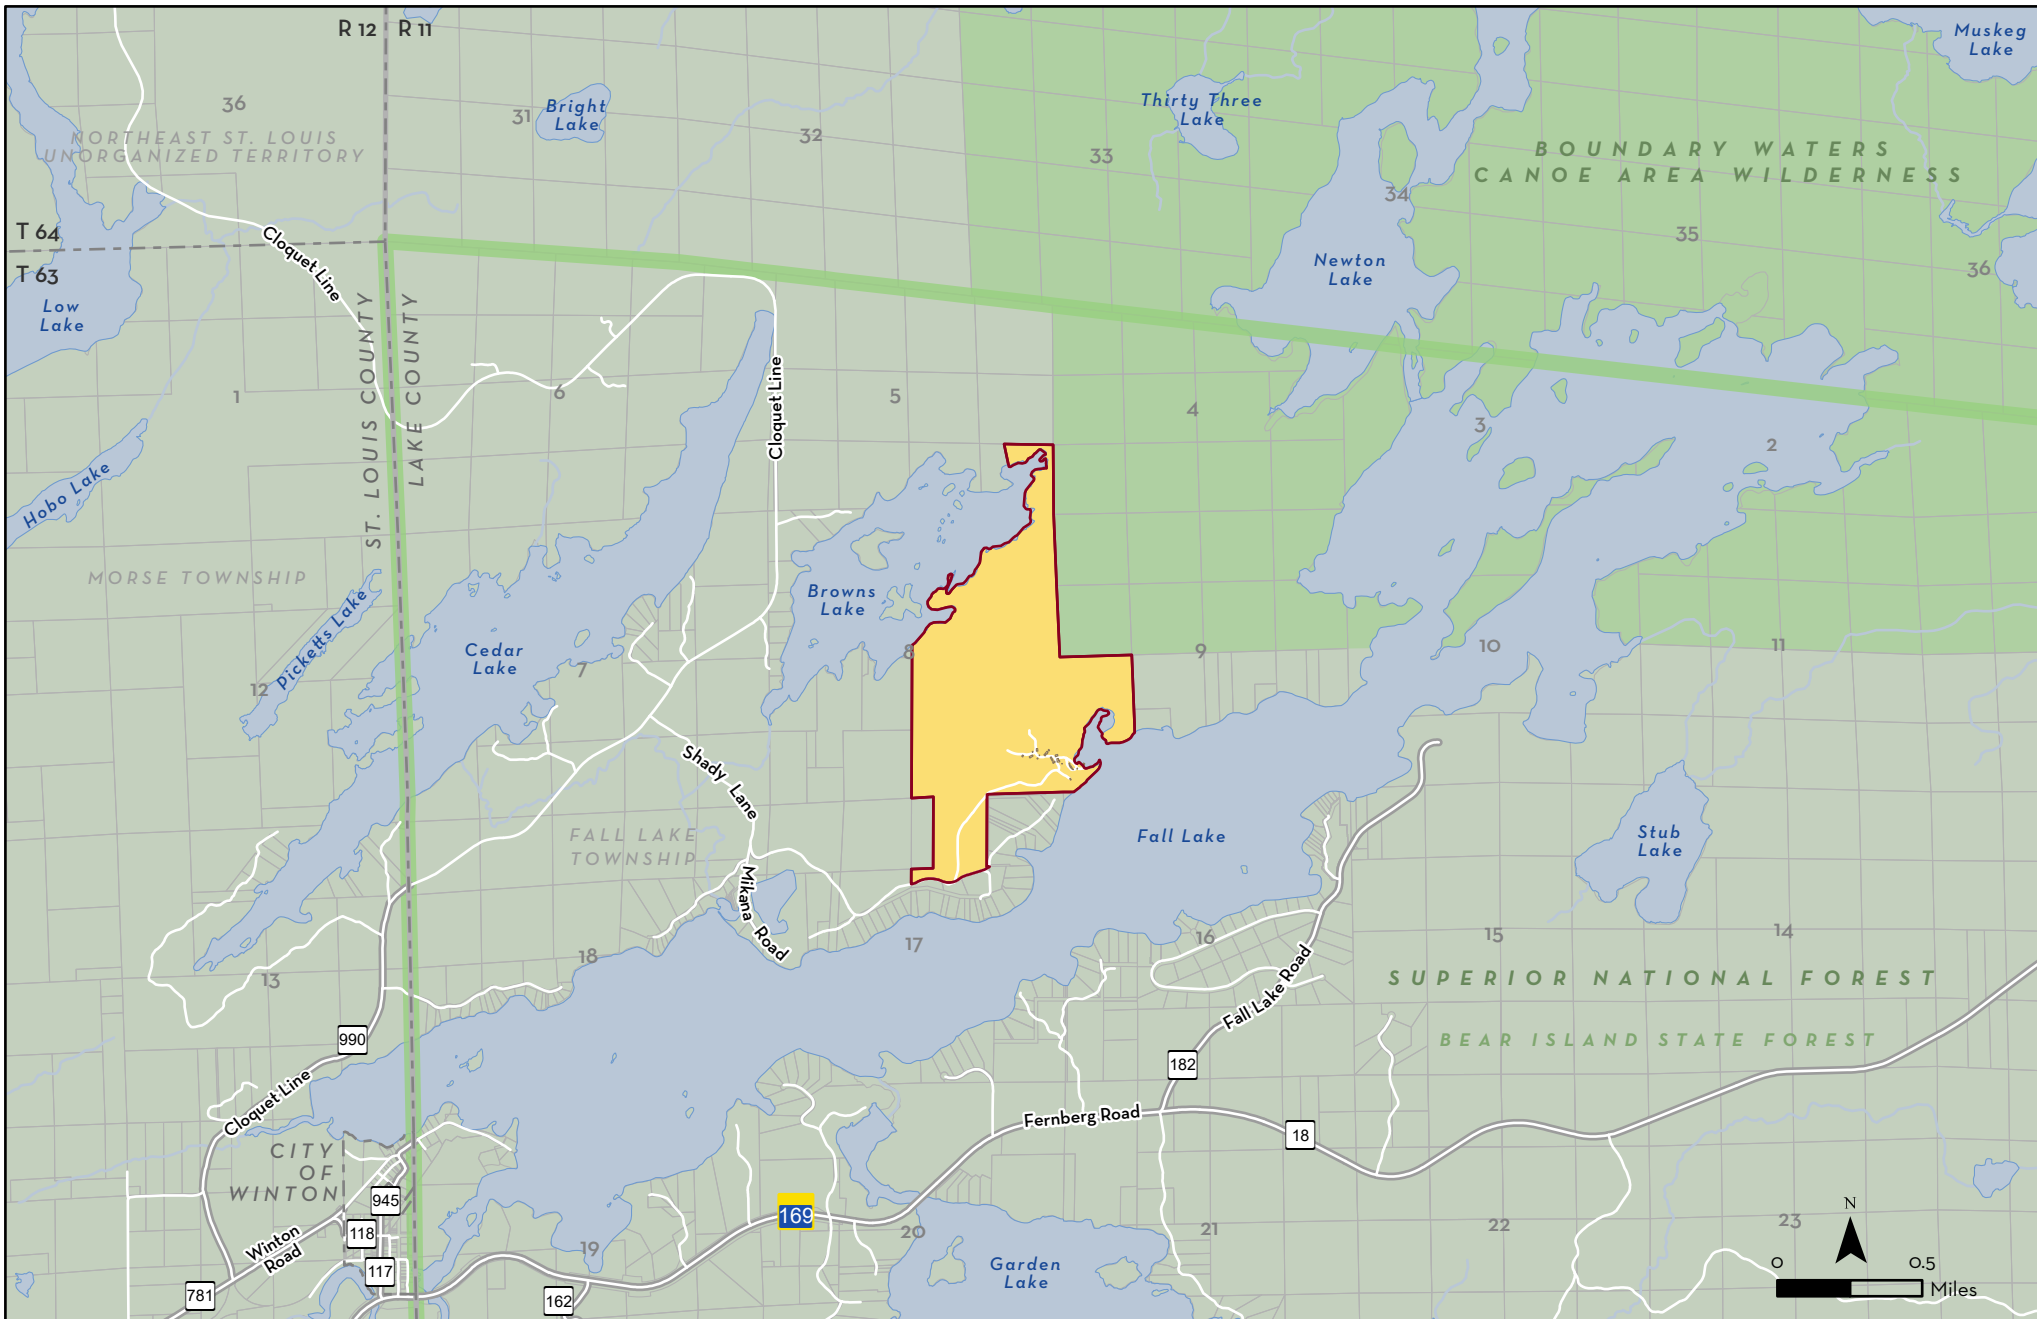 R 12
R 11
Muskeg
Lake
36
31
Bright
Lake
32
Thirty Three
Lake
33
NORTHEAST ST. LOUIS
UNORGANIZED TERRITORY
BOUNDARY WATERS
CANOE AREA WILDERNESS
34
35
36
T 64
T 63
Cloquet Line
Low
Lake
Newton
Lake
ST. LOUIS COUNTY
LAKE COUNTY
1
6
Cloquet Line
5
4
3
2
Hobo Lake
MORSE TOWNSHIP
Picketts Lake
Browns
Lake
Cedar
Lake
12
7
8
9
10
11
Shady Lane
FALL LAKE
TOWNSHIP
Fall Lake
Stub
Lake
Mikana Road
13
18
17
16
15
14
Fall Lake Road
SUPERIOR NATIONAL FOREST
BEAR ISLAND STATE FOREST
990
182
Cloquet Line
Fernberg Road
18
CITY
OF
WINTON
945
118
117
Winton
Road
169
19
20
21
22
23
Garden
Lake
781
162
N
0
0.5
Miles